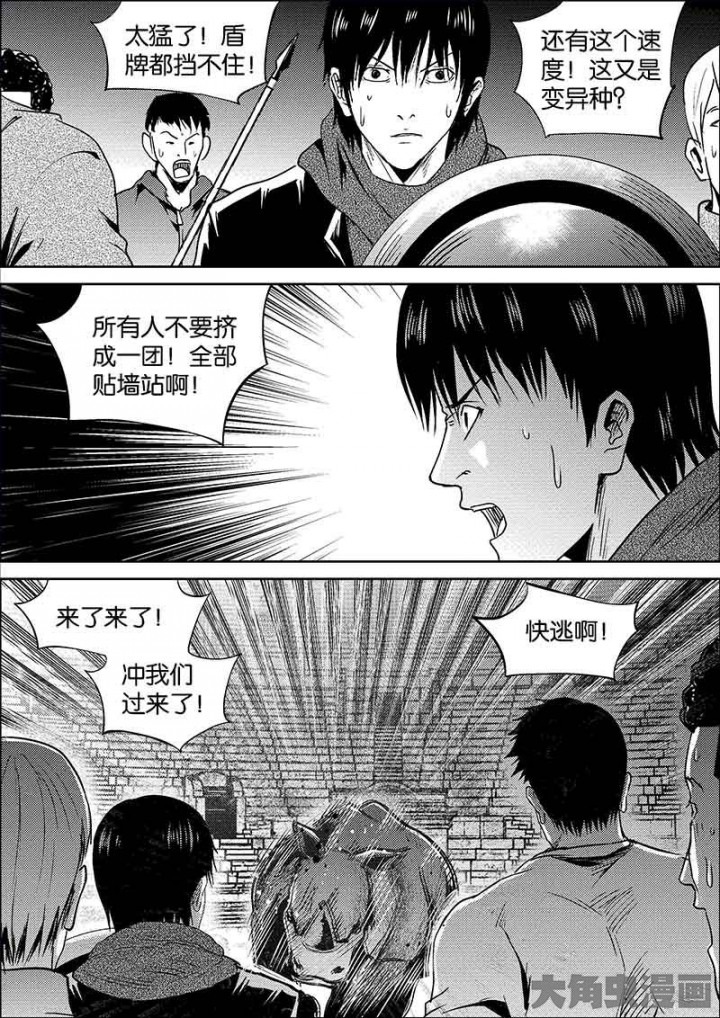 太猛了！盾
牌都挡不住！
还有这个速
度！这又是
变异种？
所有人不要挤
成一团！全部
贴墙站啊！
来了来了！
冲我们
过来了！
快逃啊！
大角虫漫画